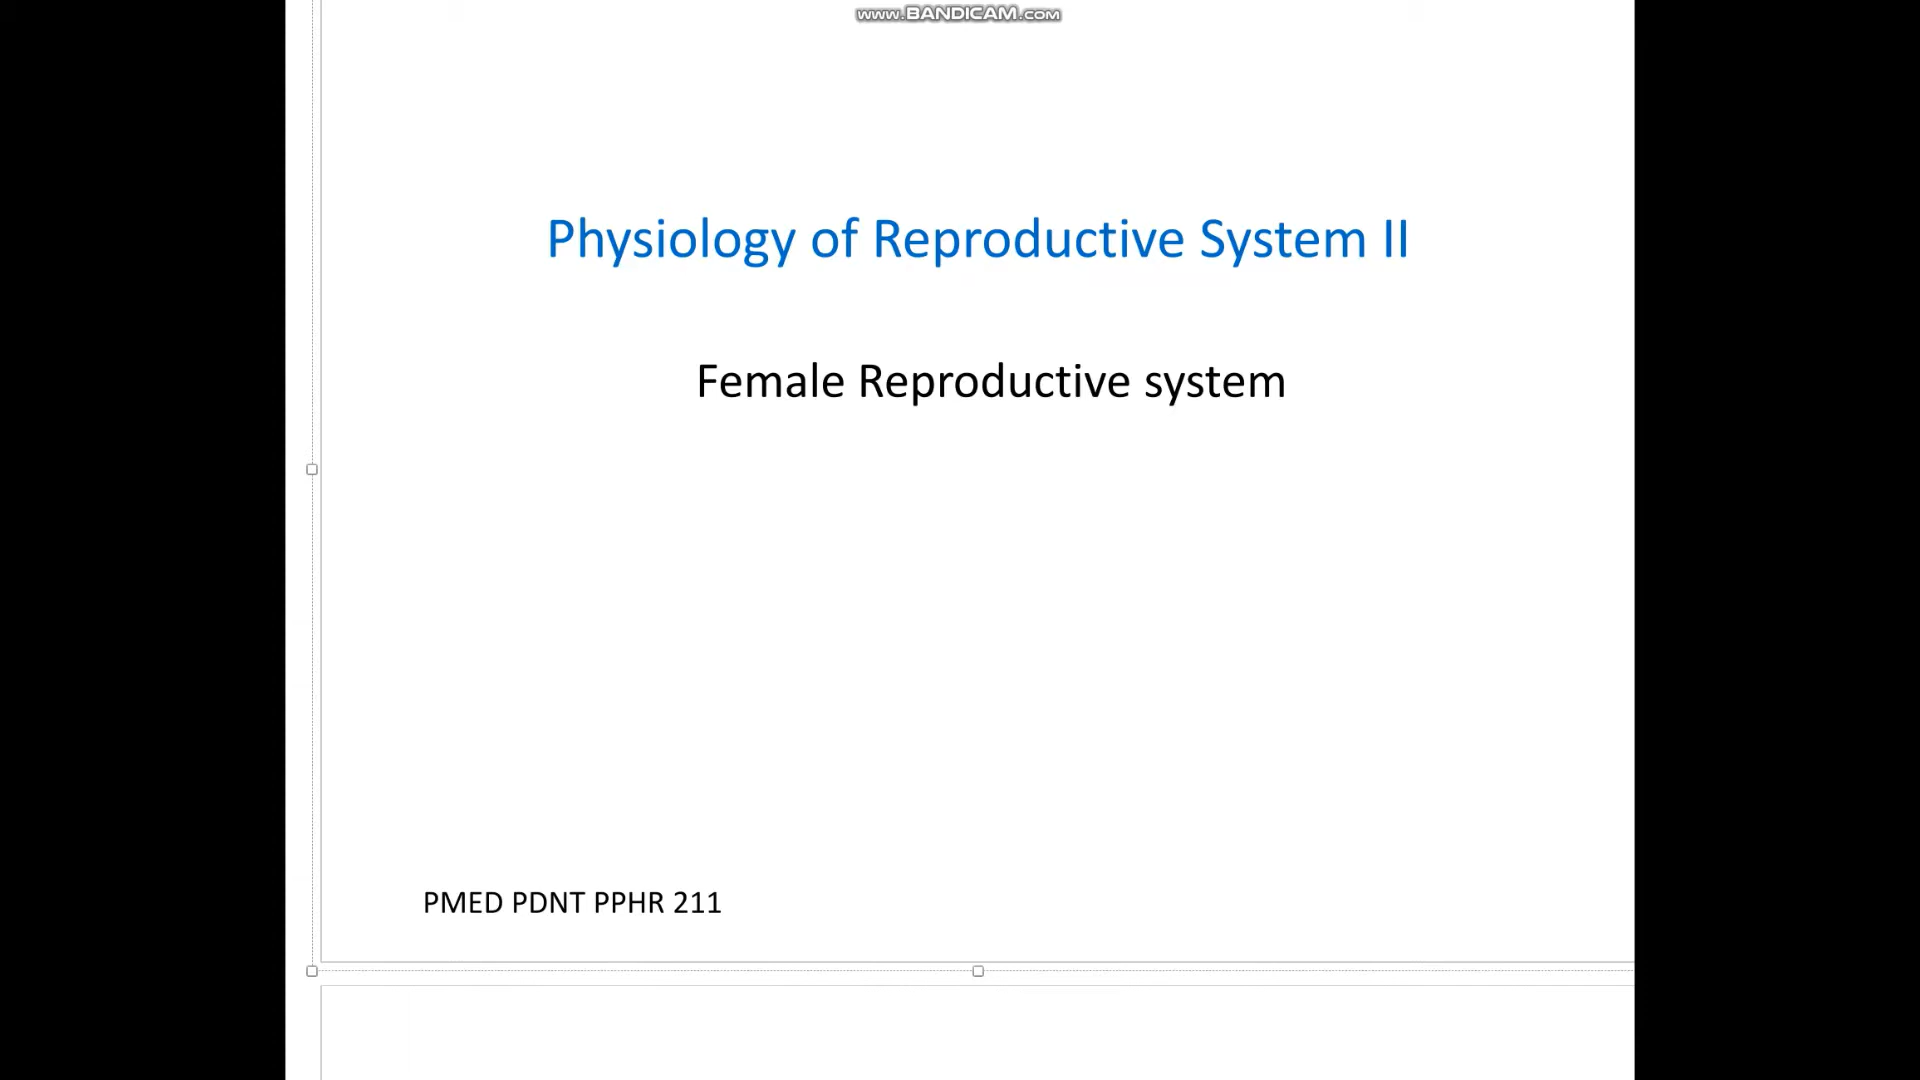 www.BANDICAM.com
Physiology of Reproductive System II
Female Reproductive system
PMED PDNT PPHR 211